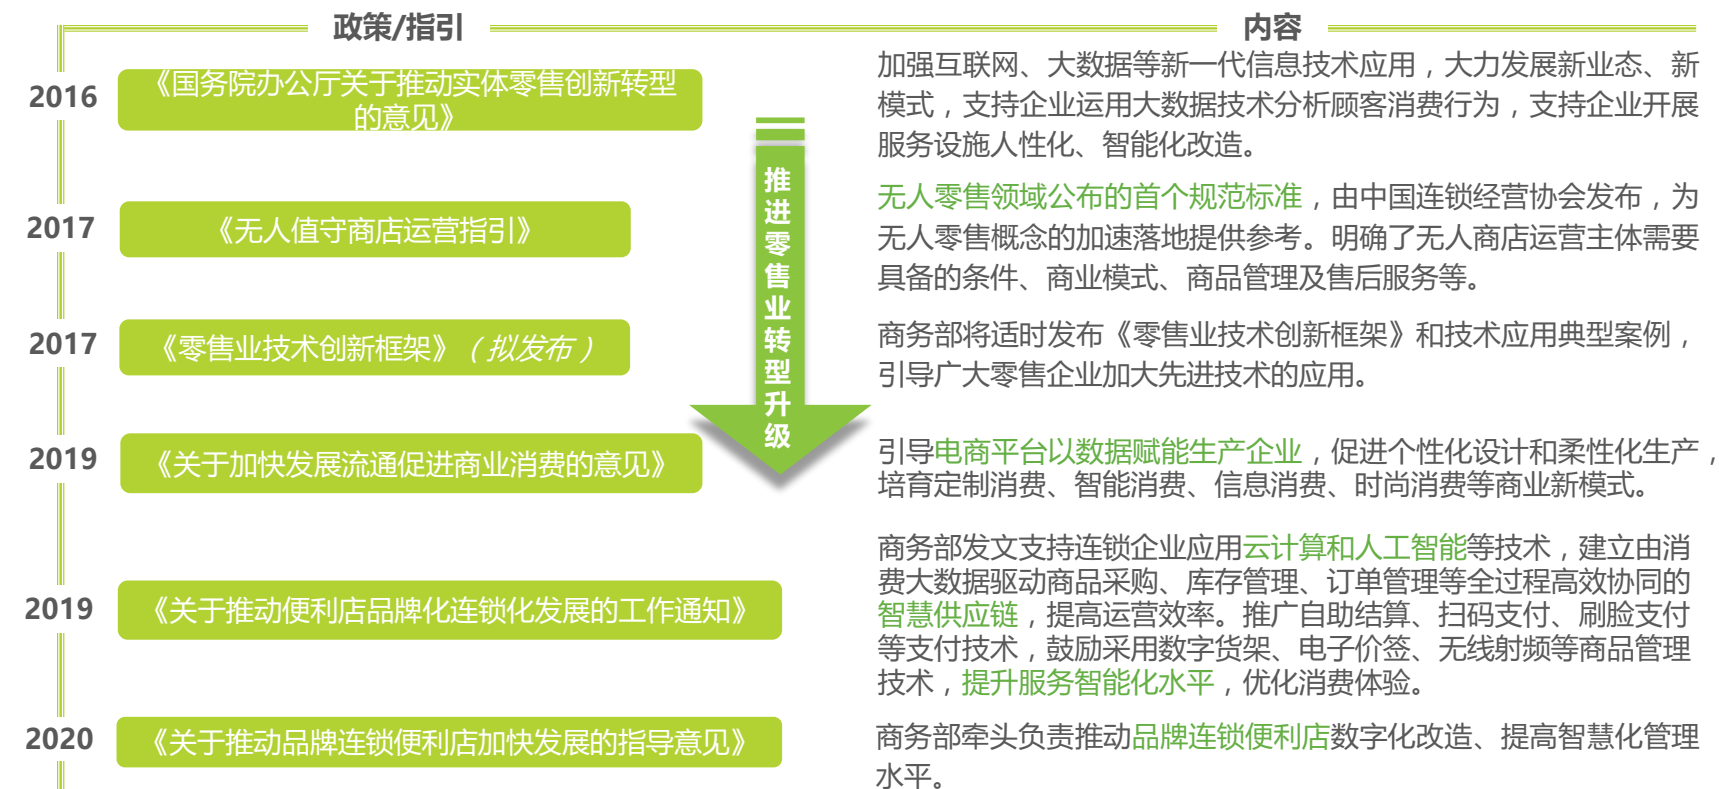 政策/指引
内容
2016
《国务院办公厅关于推动实体零售创新转型
的意见》
加强互联网、大数据等新一代信息技术应用，大力发展新业态、新
模式，支持企业运用大数据技术分析顾客消费行为，支持企业开展
服务设施人性化、智能化改造。
推进零售业转型升级
2017
《无人值守商店运营指引》
无人零售领域公布的首个规范标准，由中国连锁经营协会发布，为
无人零售概念的加速落地提供参考。明确了无人商店运营主体需要
具备的条件、商业模式、商品管理及售后服务等。
2017
《零售业技术创新框架》（拟发布）
商务部将适时发布《零售业技术创新框架》和技术应用典型案例，
引导广大零售企业加大先进技术的应用。
2019
《关于加快发展流通促进商业消费的意见》
引导电商平台以数据赋能生产企业，促进个性化设计和柔性化生产，
培育定制消费、智能消费、信息消费、时尚消费等商业新模式。
2019
《关于推动便利店品牌化连锁化发展的工作通知》
商务部发文支持连锁企业应用云计算和人工智能等技术，建立由消
费大数据驱动商品采购、库存管理、订单管理等全过程高效协同的
智慧供应链，提高运营效率。推广自助结算、扫码支付、刷脸支付
等支付技术，鼓励采用数字货架、电子价签、无线射频等商品管理
技术，提升服务智能化水平，优化消费体验。
2020
《关于推动品牌连锁便利店加快发展的指导意见》
商务部牵头负责推动品牌连锁便利店数字化改造、提高智慧化管理
水平。